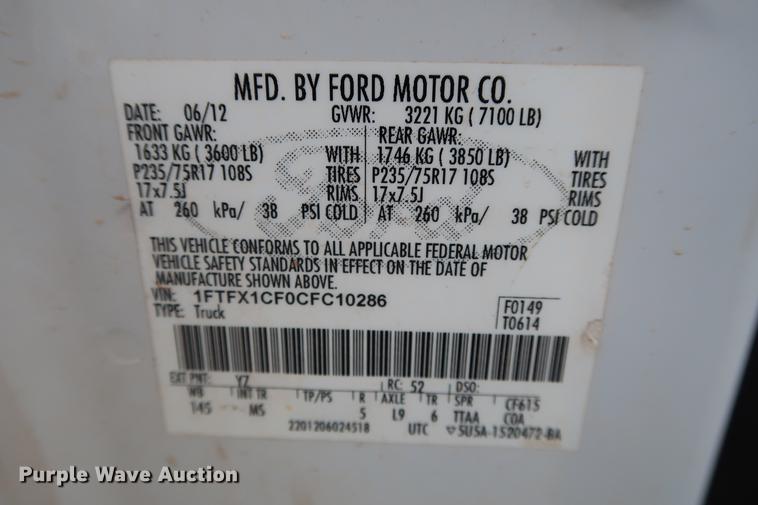 MFD. BY FORD MOTOR CO.
DATE: 06/12 GVWR: 3221 KG ( 7100 LB)
FRONT GAWR: REAR GAWR:
1633 KG ( 3600 LB) WITH 1746 KG ( 3850 LB) WITH
P235/75R17 108S TIRES P235/75R17 108S TIRES
17x7.5J RIMS 17x7.5J RIMS
AT 260 kPa/ 38 PSI COLD AT 260 kPa/ 38 PSI COLD
Ford
THIS VEHICLE CONFORMS TO ALL APPLICABLE FEDERAL MOTOR
VEHICLE SAFETY STANDARDS IN EFFECT ON THE DATE OF
MANUFACTURE SHOWN ABOVE.
VIN: 1FTFX1CF0CFC10286 F0149
TYPE: Truck T0614
EXT PNT: YZ RC: 52 DSO:
WB INT TR TP/PS R AXLE TR SPR CF615
145 MS 5 L9 6 TTAA COA
2201206024518 UTC ▽ 5U5A-1520472-BA
Purple Wave Auction